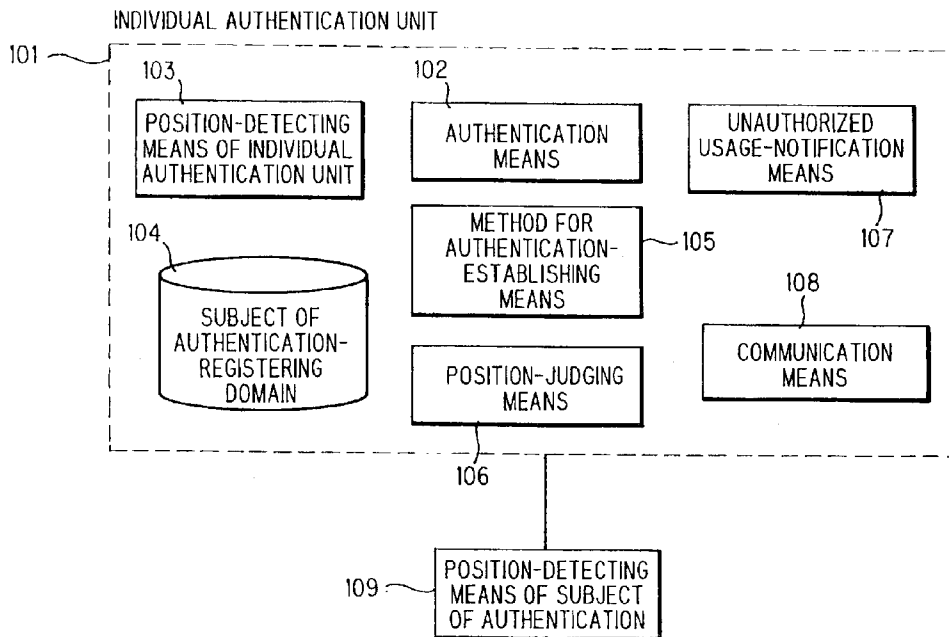 INDIVIDUAL AUTHENTICATION UNIT
101
103
102
POSITION-DETECTING
MEANS OF INDIVIDUAL
AUTHENTICATION UNIT
AUTHENTICATION
MEANS
UNAUTHORIZED
USAGE-NOTIFICATION
MEANS
107
104
SUBJECT OF
AUTHENTICATION-
REGISTERING
DOMAIN
METHOD FOR
AUTHENTICATION-
ESTABLISHING
MEANS
105
108
COMMUNICATION
MEANS
POSITION-JUDGING
MEANS
106
109
POSITION-DETECTING
MEANS OF SUBJECT
OF AUTHENTICATION